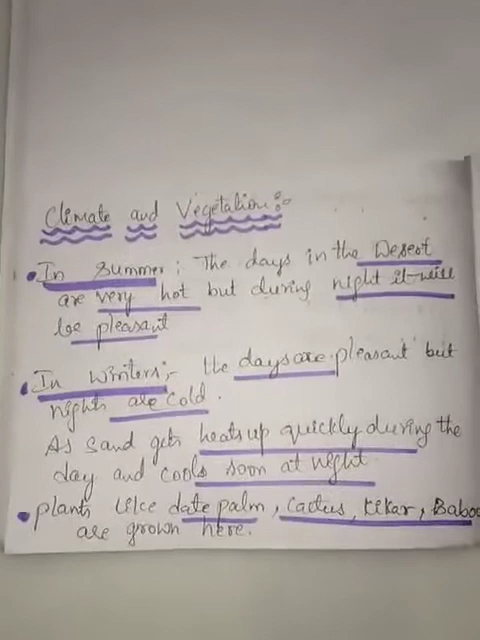 Climate and Vegetation:-
In Summer: The days in the Desert
are very hot but during night it will
be pleasant
In Winters:- the days are pleasant but
nights are cold.
As sand gets heats up quickly during the
day and cools soon at night
plants like date palm, cactus, kikar, Baboo
are grown here.